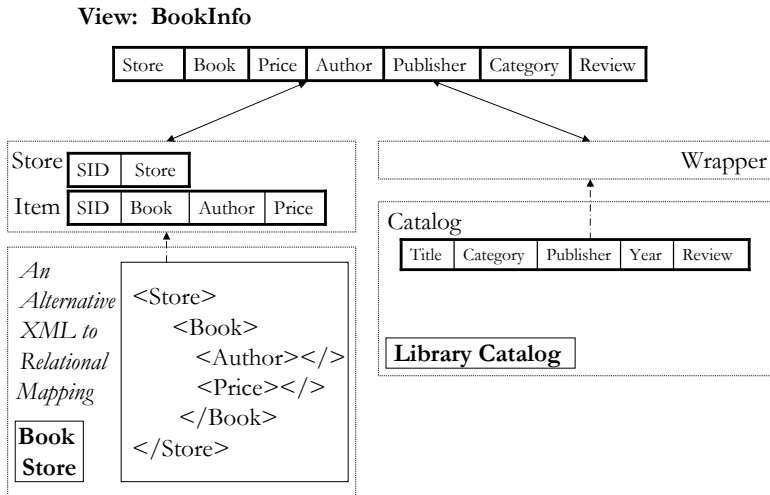 View: BookInfo
Store Book Price Author Publisher Category Review
Store SID Store
Item SID Book Author Price
Wrapper
Catalog
Title Category Publisher Year Review
Library Catalog
An
Alternative
XML to
Relational
Mapping
Book
Store
<Store>
<Book>
<Author></>
<Price></>
</Book>
</Store>